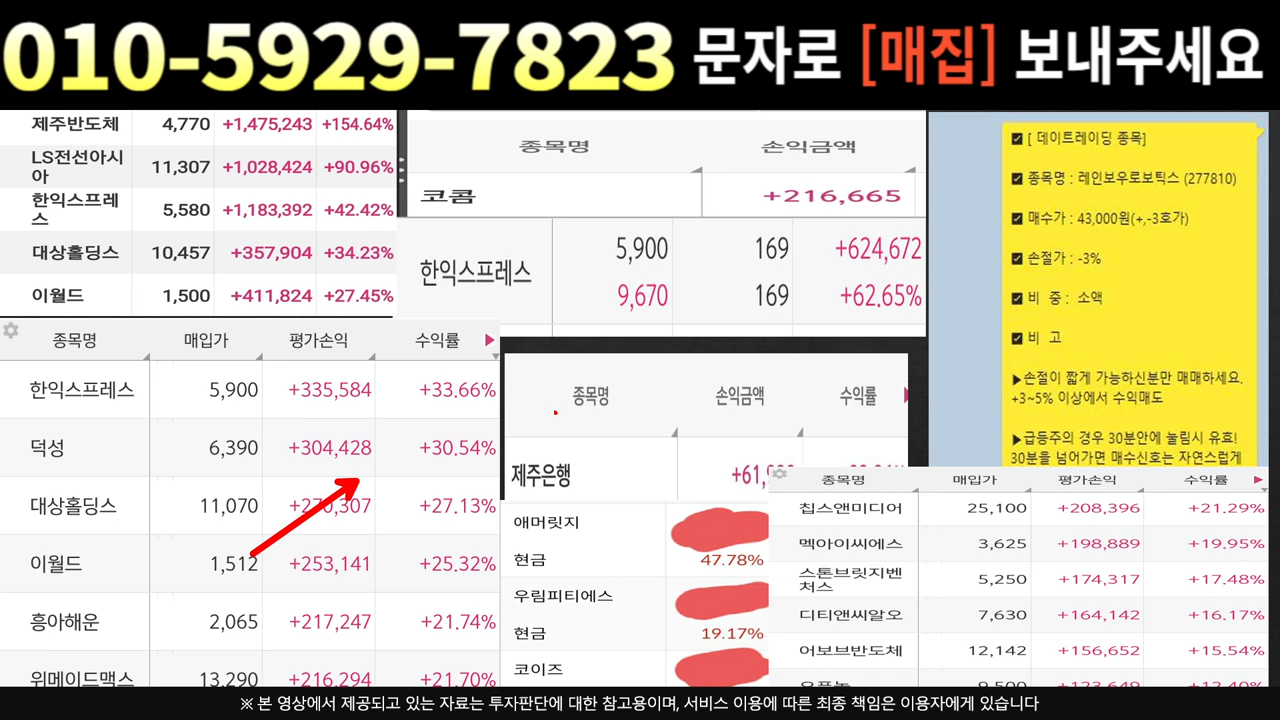 010-5929-7823 문자로 [매집] 보내주세요
제주반도체 4,770 +1,475,243 +154.64%
LS전선아시아 11,307 +1,028,424 +90.96%
한익스프레스 5,580 +1,183,392 +42.42%
대상홀딩스 10,457 +357,904 +34.23%
이월드 1,500 +411,824 +27.45%
종목명 손익금액
코콤 +216,665
한익스프레스 5,900 169 +624,672
9,670 169 +62.65%
☑ [ 데이트레이딩 종목]
☑ 종목명 : 레인보우로보틱스 (277810)
☑ 매수가 : 43,000원(+,-3호가)
☑ 손절가 : -3%
☑ 비 중 : 소액
☑ 비 고
▶손절이 짧게 가능하신분만 매매하세요.
+3~5% 이상에서 수익매도
▶급등주의 경우 30분안에 눌림시 유효!
30분을 넘어가면 매수신호는 자연스럽게
종목명 매입가 평가손익 수익률
한익스프레스 5,900 +335,584 +33.66%
덕성 6,390 +304,428 +30.54%
대상홀딩스 11,070 +27.13%
이월드 1,512 +253,141 +25.32%
흥아해운 2,065 +217,247 +21.74%
위메이드맥스 13,290 +216,294 +21.70%
종목명 손익금액 수익률
제주은행
애머릿지
현금 47.78%
우림피티에스
현금 19.17%
코이즈
종목명 매입가 평가손익 수익률
칩스앤미디어 25,100 +208,396 +21.29%
멕아이씨에스 3,625 +198,889 +19.95%
스톤브릿지벤처스 5,250 +174,317 +17.48%
디티앤씨알오 7,630 +164,142 +16.17%
어보브반도체 12,142 +156,652 +15.54%
※ 본 영상에서 제공되고 있는 자료는 투자판단에 대한 참고용이며, 서비스 이용에 따른 최종 책임은 이용자에게 있습니다